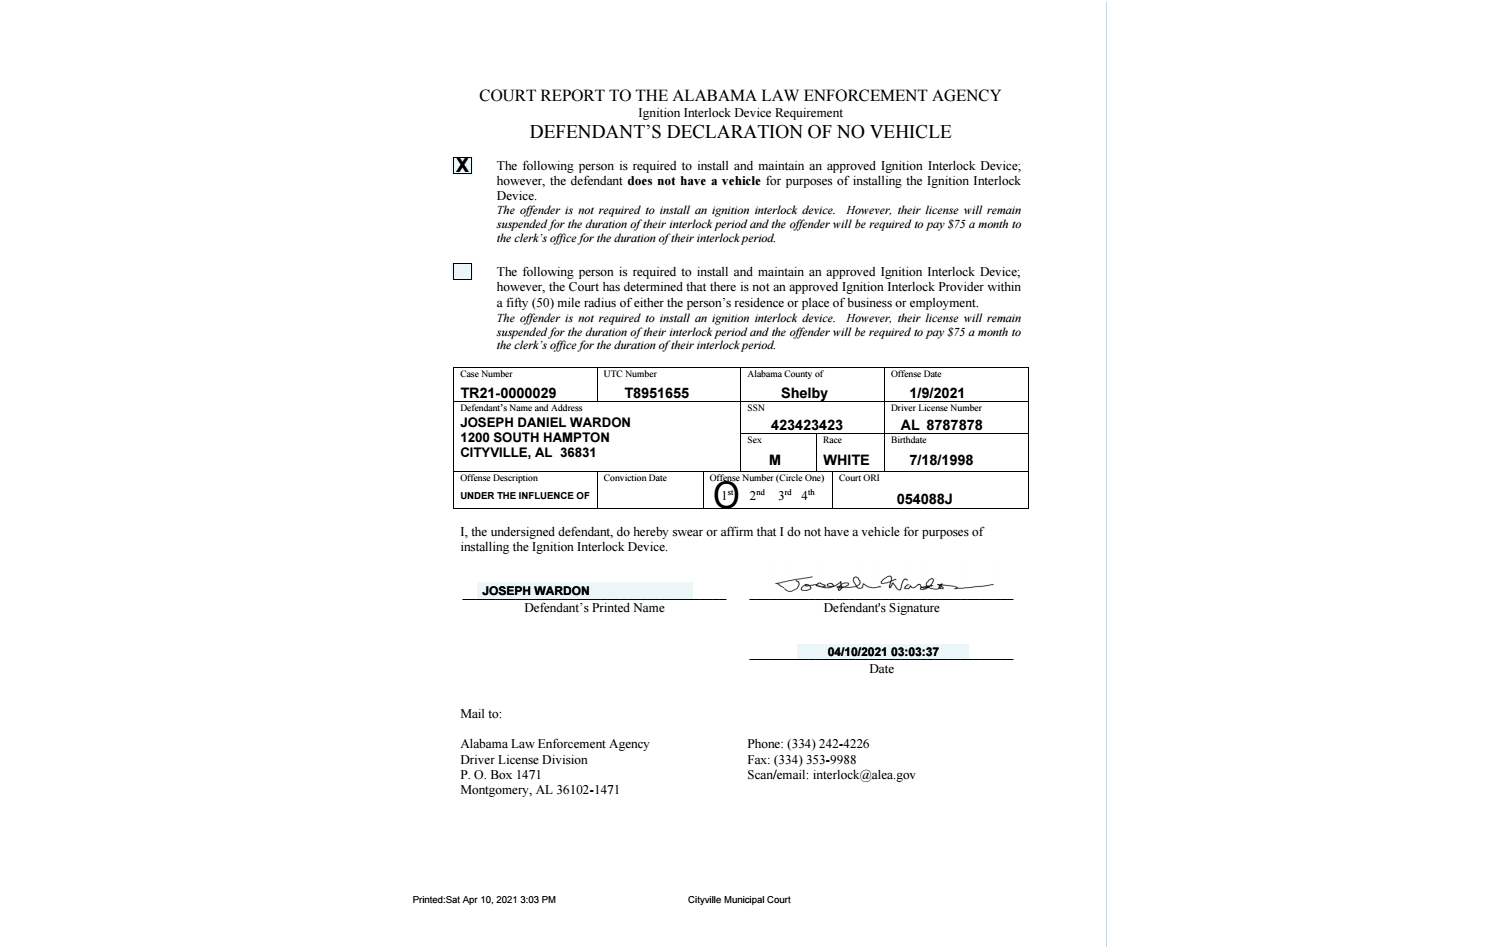 COURT REPORT TO THE ALABAMA LAW ENFORCEMENT AGENCY
Ignition Interlock Device Requirement
DEFENDANT’S DECLARATION OF NO VEHICLE
X
The following person is required to install and maintain an approved Ignition Interlock Device;
however, the defendant does not have a vehicle for purposes of installing the Ignition Interlock
Device.
The offender is not required to install an ignition interlock device. However, their license will remain
suspended for the duration of their interlock period and the offender will be required to pay $75 a month to
the clerk’s office for the duration of their interlock period.
The following person is required to install and maintain an approved Ignition Interlock Device;
however, the Court has determined that there is not an approved Ignition Interlock Provider within
a fifty (50) mile radius of either the person’s residence or place of business or employment.
The offender is not required to install an ignition interlock device. However, their license will remain
suspended for the duration of their interlock period and the offender will be required to pay $75 a month to
the clerk’s office for the duration of their interlock period.
Case Number UTC Number Alabama County of Offense Date
TR21-0000029 T8951655 Shelby 1/9/2021
Defendant’s Name and Address SSN Driver License Number
JOSEPH DANIEL WARDON 423423423 AL 8787878
1200 SOUTH HAMPTON Sex Race Birthdate
CITYVILLE, AL 36831 M WHITE 7/18/1998
Offense Description Conviction Date Offense Number (Circle One) Court ORI
UNDER THE INFLUENCE OF 1st 2nd 3rd 4th 054088J
I, the undersigned defendant, do hereby swear or affirm that I do not have a vehicle for purposes of
installing the Ignition Interlock Device.
JOSEPH WARDON Joseph Wardon
Defendant’s Printed Name Defendant's Signature
04/10/2021 03:03:37
Date
Mail to:
Alabama Law Enforcement Agency Phone: (334) 242-4226
Driver License Division Fax: (334) 353-9988
P. O. Box 1471 Scan/email: interlock@alea.gov
Montgomery, AL 36102-1471
Printed:Sat Apr 10, 2021 3:03 PM Cityville Municipal Court